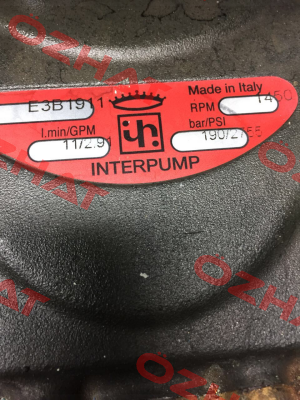 OZHAT
E3B1911
Made in Italy
RPM 1450
l.min/GPM
bar/PSI
11/2.91
190/2755
INTERPUMP
OZHAT
OZHAT
OZHAT